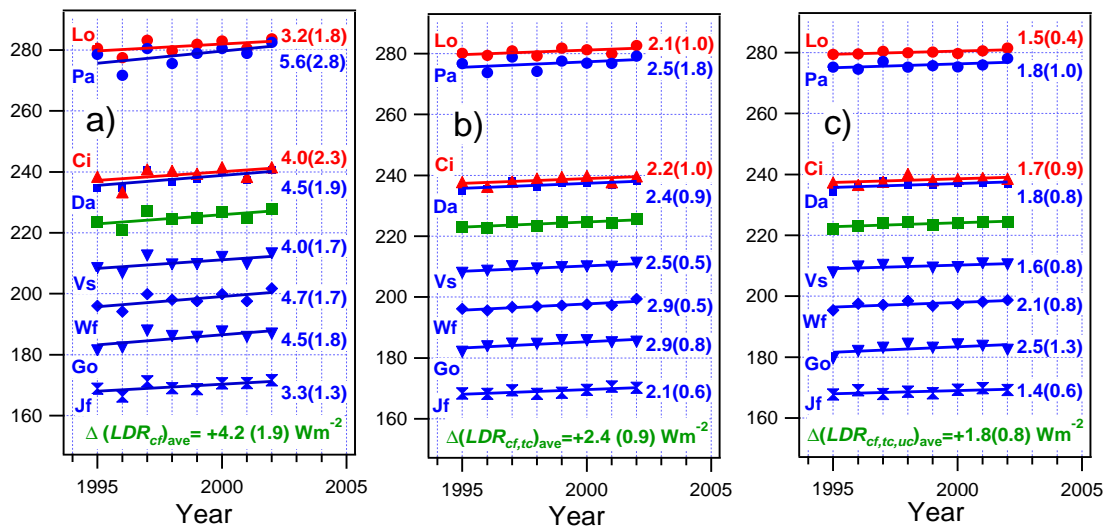 a)
280
260
240
220
200
180
160
Lo
3.2(1.8)
Pa
5.6(2.8)
Ci
4.0(2.3)
Da
4.5(1.9)
Vs
4.0(1.7)
Wf
4.7(1.7)
Go
4.5(1.8)
Jf
3.3(1.3)
Δ (LDRcf)ave= +4.2 (1.9) Wm-2
1995 2000 2005
Year
b)
280
260
240
220
200
180
160
Lo
2.1(1.0)
Pa
2.5(1.8)
Ci
2.2(1.0)
Da
2.4(0.9)
Vs
2.5(0.5)
Wf
2.9(0.5)
Go
2.9(0.8)
Jf
2.1(0.6)
Δ(LDRcf,tc)ave=+2.4 (0.9) Wm-2
1995 2000 2005
Year
c)
280
260
240
220
200
180
160
Lo
1.5(0.4)
Pa
1.8(1.0)
Ci
1.7(0.9)
Da
1.8(0.8)
Vs
1.6(0.8)
Wf
2.1(0.8)
Go
2.5(1.3)
Jf
1.4(0.6)
Δ(LDRcf,tc,uc)ave=+1.8(0.8) Wm-2
1995 2000 2005
Year